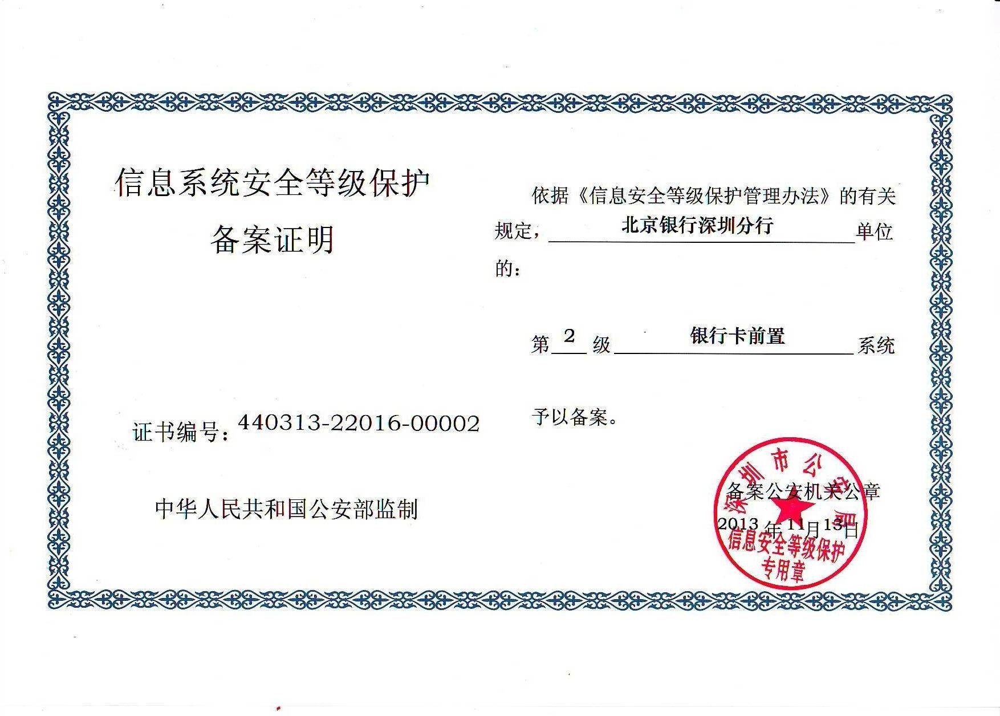 信息系统安全等级保护
备案证明
证书编号：440313-22016-00002
中华人民共和国公安部监制
依据《信息安全等级保护管理办法》的有关
规定，北京银行深圳分行单位
的：
第 2 级 银行卡前置 系统
予以备案。
备案公安机关公章
2013 年 11月 13日
深圳市公安局
信息安全等级保护
专用章